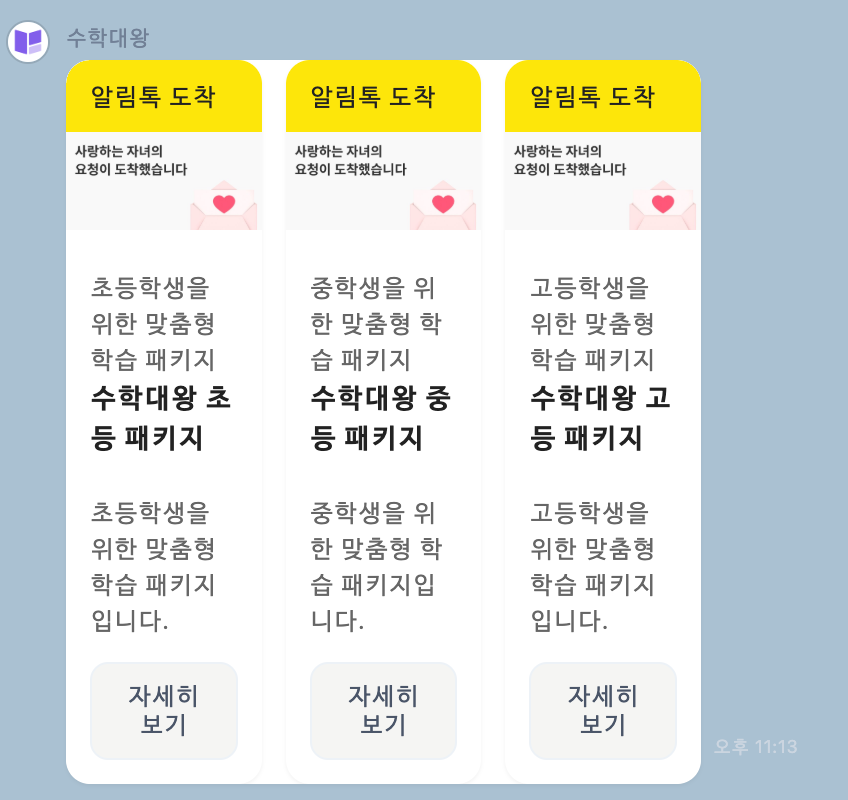 수학대왕
알림톡 도착
사랑하는 자녀의
요청이 도착했습니다
초등학생을
위한 맞춤형
학습 패키지
수학대왕 초
등 패키지
초등학생을
위한 맞춤형
학습 패키지
입니다.
자세히
보기
알림톡 도착
사랑하는 자녀의
요청이 도착했습니다
중학생을 위
한 맞춤형 학
습 패키지
수학대왕 중
등 패키지
중학생을 위
한 맞춤형 학
습 패키지입
니다.
자세히
보기
알림톡 도착
사랑하는 자녀의
요청이 도착했습니다
고등학생을
위한 맞춤형
학습 패키지
수학대왕 고
등 패키지
고등학생을
위한 맞춤형
학습 패키지
입니다.
자세히
보기
오후 11:13